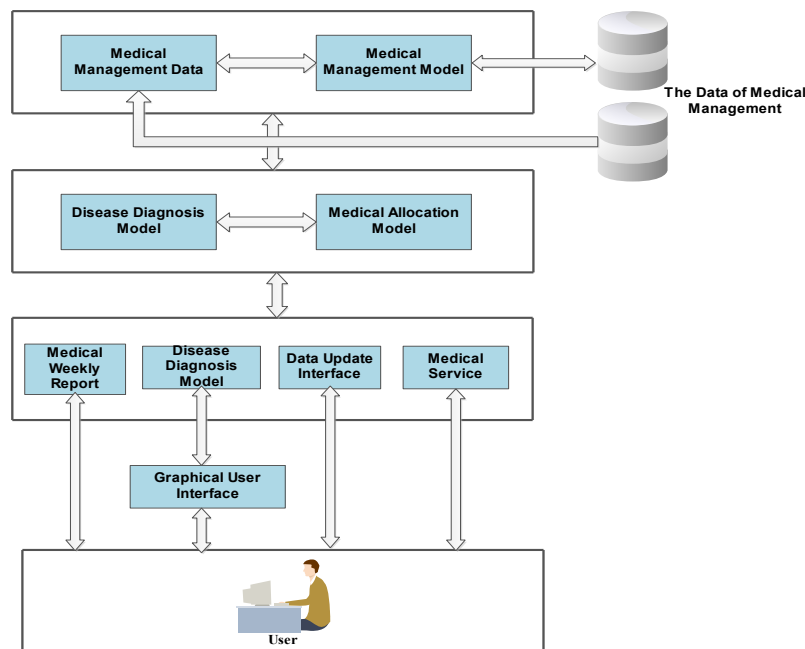 Medical
Management Data
Medical
Management Model
The Data of Medical
Management
Disease Diagnosis
Model
Medical Allocation
Model
Medical
Weekly
Report
Disease
Diagnosis
Model
Data Update
Interface
Medical
Service
Graphical User
Interface
User